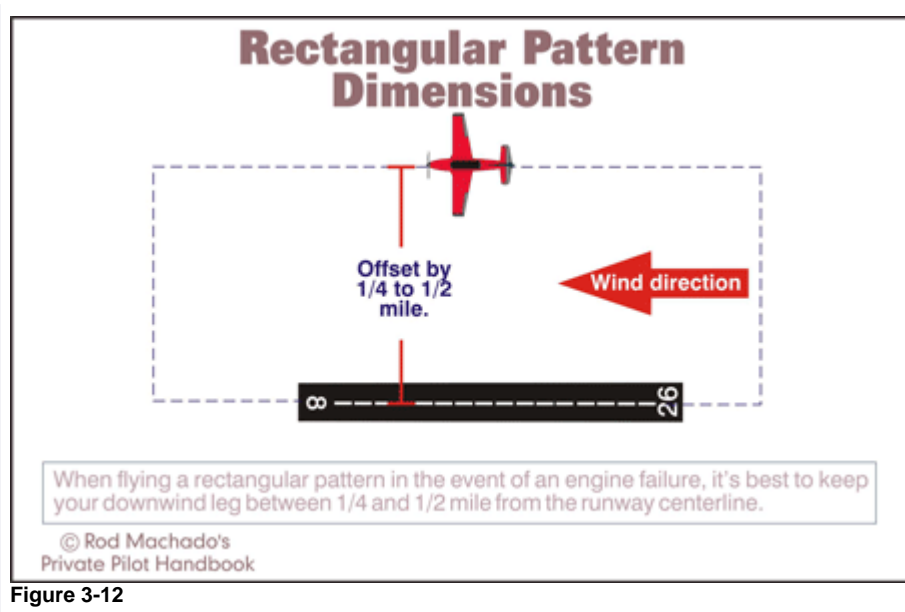 Rectangular Pattern
Dimensions
Offset by
1/4 to 1/2
mile.
Wind direction
8
26
When flying a rectangular pattern in the event of an engine failure, it's best to keep
your downwind leg between 1/4 and 1/2 mile from the runway centerline.
© Rod Machado's
Private Pilot Handbook
Figure 3-12